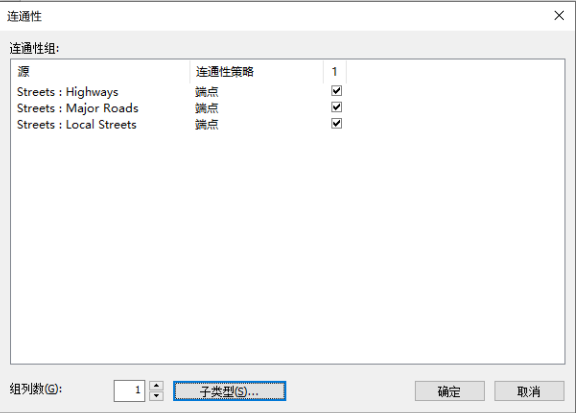 连通性
连通性组:
源 连通性策略 1
Streets : Highways 端点
Streets : Major Roads 端点
Streets : Local Streets 端点
组列数(G): 1 子类型(S)... 确定 取消